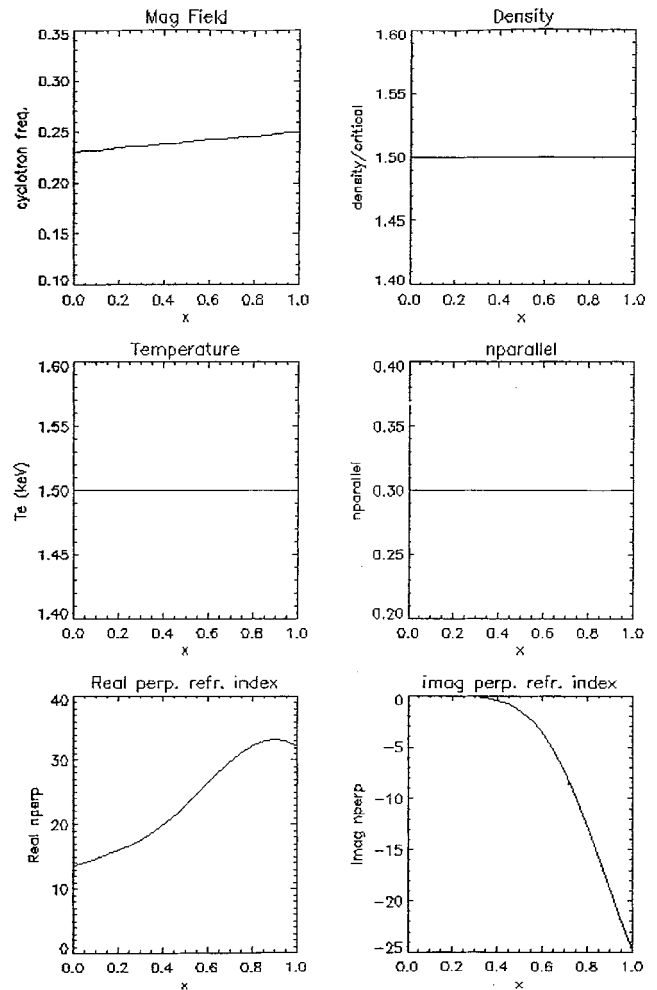 Mag Field
0.35
0.30
0.25
0.20
0.15
0.10
cyclotron freq.
0.0 0.2 0.4 0.6 0.8 1.0
x
Density
1.60
1.55
1.50
1.45
1.40
density/critical
0.0 0.2 0.4 0.6 0.8 1.0
x
Temperature
1.60
1.55
1.50
1.45
1.40
Te (keV)
0.0 0.2 0.4 0.6 0.8 1.0
x
nparallel
0.40
0.35
0.30
0.25
0.20
nparallel
0.0 0.2 0.4 0.6 0.8 1.0
x
Real perp. refr. index
40
30
20
10
0
Real nperp
0.0 0.2 0.4 0.6 0.8 1.0
x
imag perp. refr. index
0
-5
-10
-15
-20
-25
Imag nperp
0.0 0.2 0.4 0.6 0.8 1.0
x